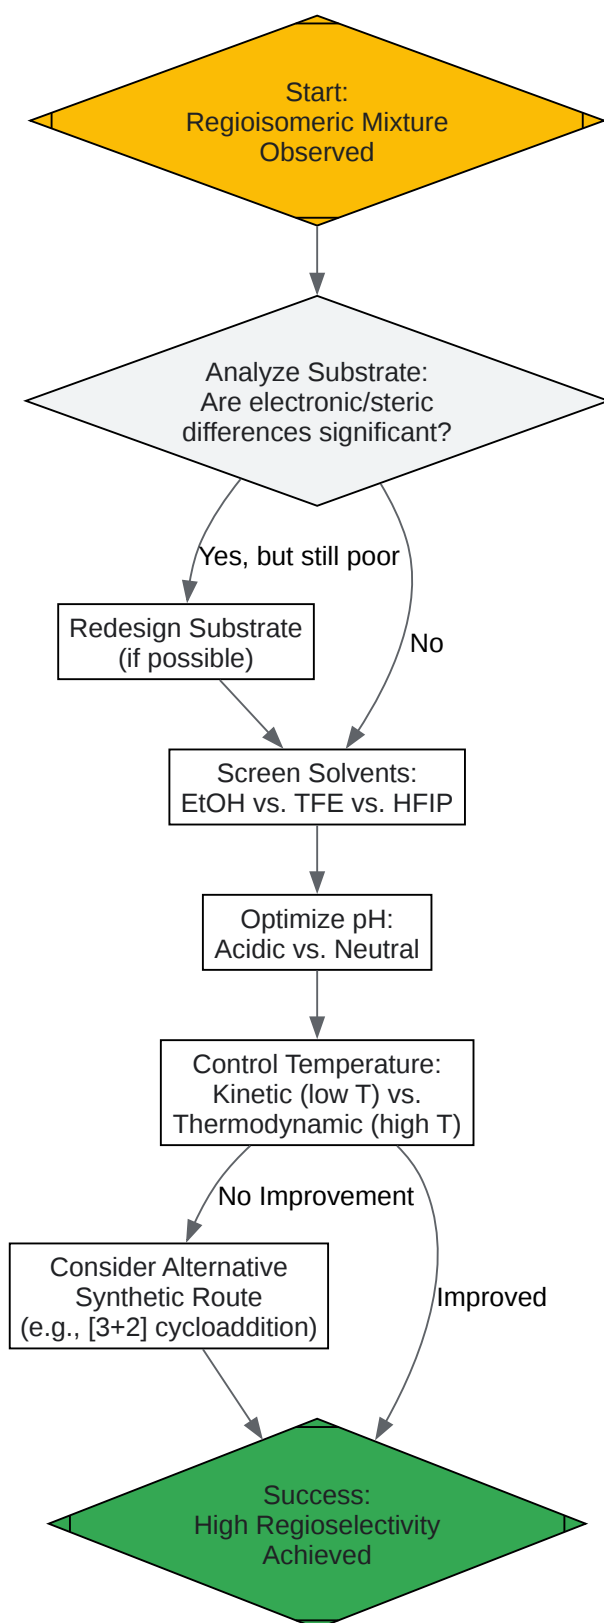 Start:
Regioisomeric Mixture
Observed
Analyze Substrate:
Are electronic/steric
differences significant?
Yes, but still poor
Redesign Substrate
(if possible)
No
Screen Solvents:
EtOH vs. TFE vs. HFIP
Optimize pH:
Acidic vs. Neutral
Control Temperature:
Kinetic (low T) vs.
Thermodynamic (high T)
No Improvement
Consider Alternative
Synthetic Route
(e.g., [3+2] cycloaddition)
Improved
Success:
High Regioselectivity
Achieved